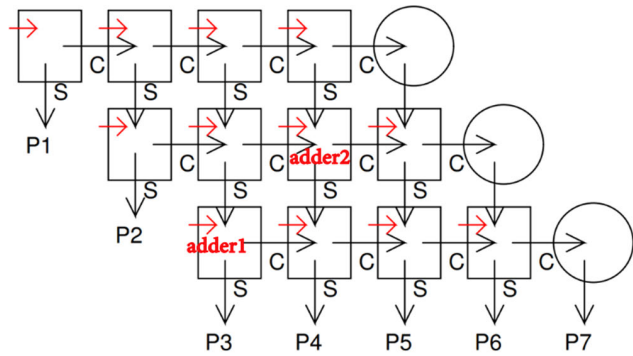 C C C C
S S S S
P1
adder2
C C C C
S S S S
P2
adder1
C C C C
S S S S
P3 P4 P5 P6 P7